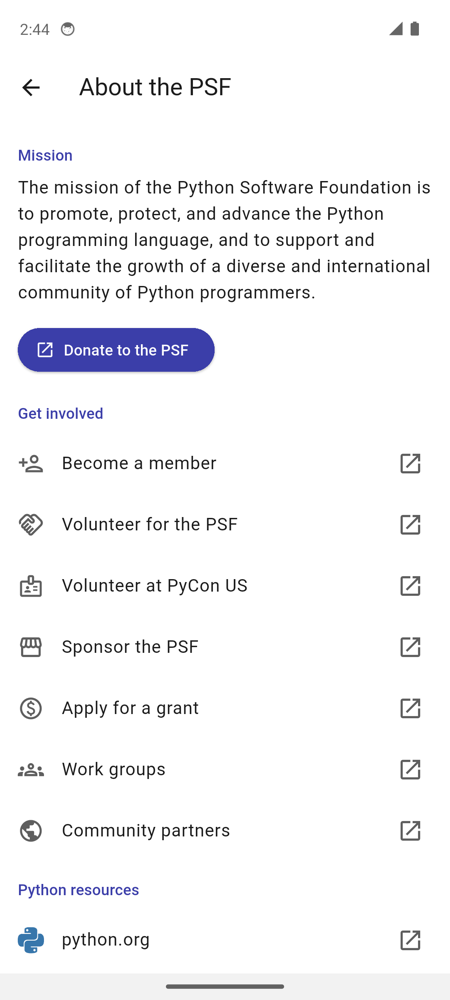 2:44
About the PSF
Mission
The mission of the Python Software Foundation is
to promote, protect, and advance the Python
programming language, and to support and
facilitate the growth of a diverse and international
community of Python programmers.
Donate to the PSF
Get involved
Become a member
Volunteer for the PSF
Volunteer at PyCon US
Sponsor the PSF
Apply for a grant
Work groups
Community partners
Python resources
python.org